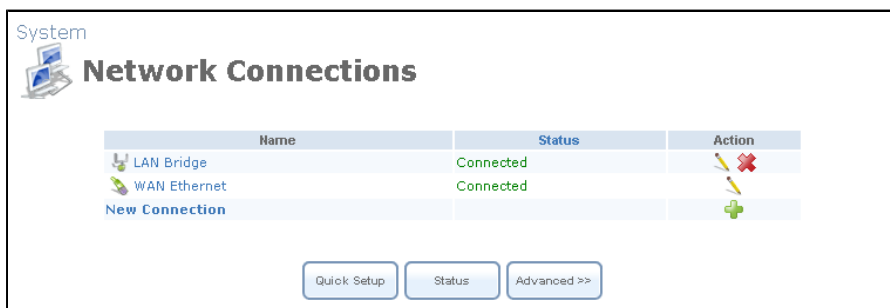 System
Network Connections
Name Status Action
LAN Bridge Connected
WAN Ethernet Connected
New Connection
Quick Setup Status Advanced >>